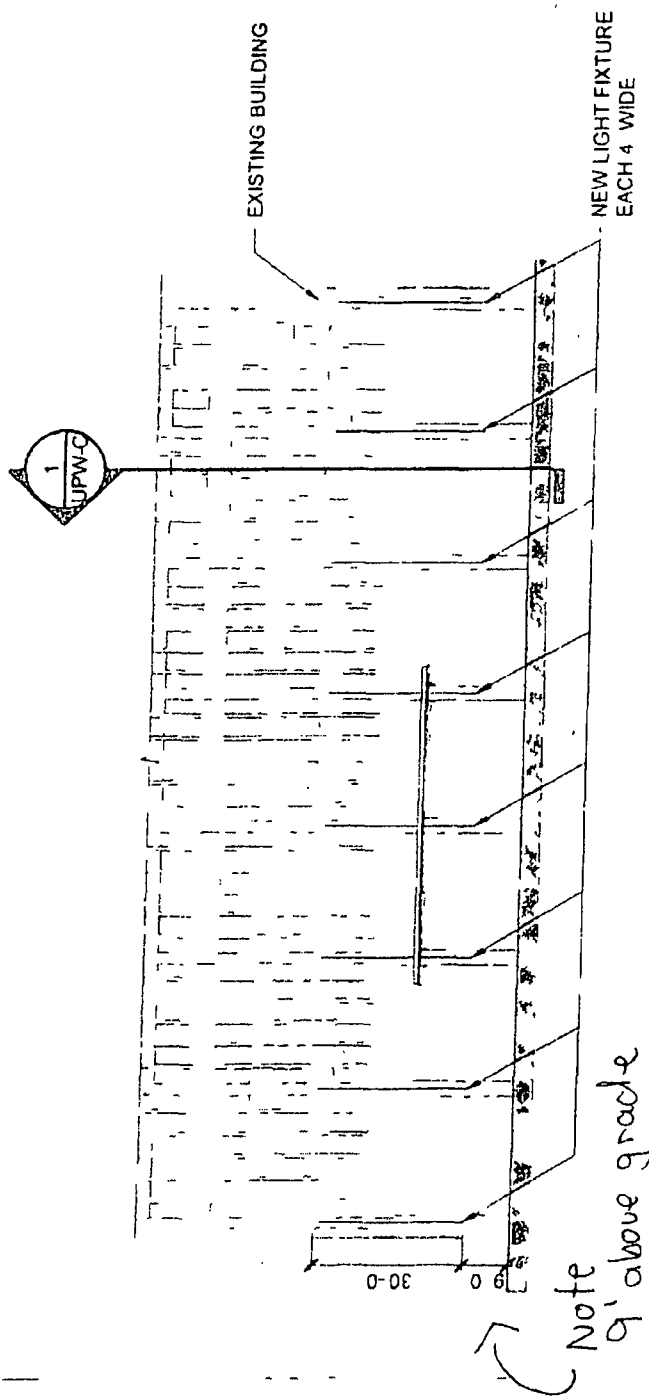 1
UPW-C
EXISTING BUILDING
NEW LIGHT FIXTURE
EACH 4 WIDE
30-0
9 0
Note
9' above grade